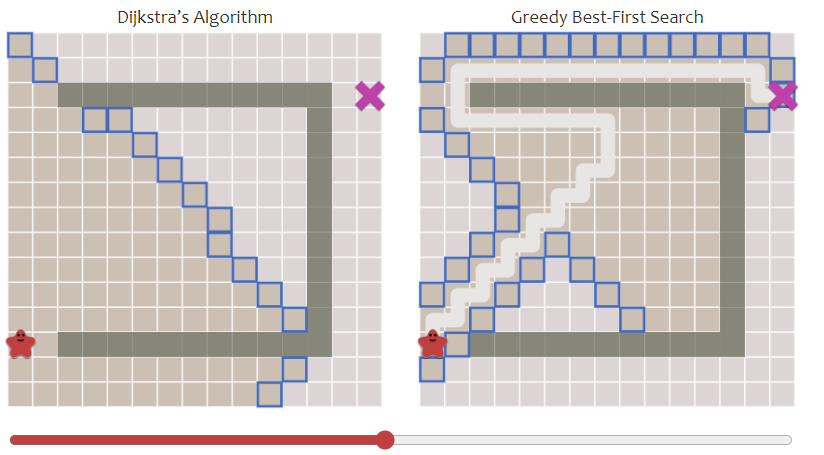 Dijkstra’s Algorithm
Greedy Best-First Search